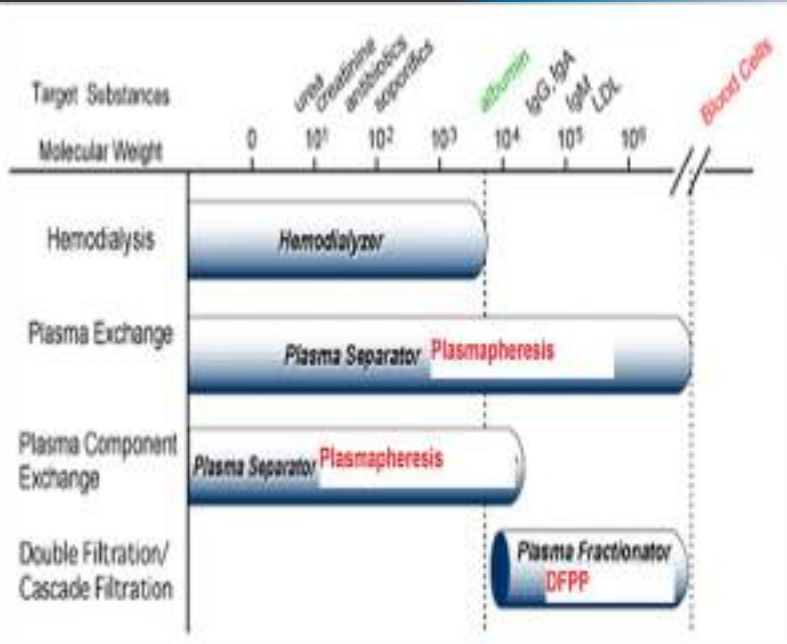 Target Substances
urea
creatinine
antibiotics
soporifics
albumin
IgG, IgA
IgM
LDL
Blood Cells
Molecular Weight
0 10¹ 10² 10³ 10⁴ 10⁵ 10⁶
Hemodialysis
Hemodialyzer
Plasma Exchange
Plasma Separator Plasmapheresis
Plasma Component
Exchange
Plasma Separator Plasmapheresis
Double Filtration/
Cascade Filtration
Plasma Fractionator
DFPP